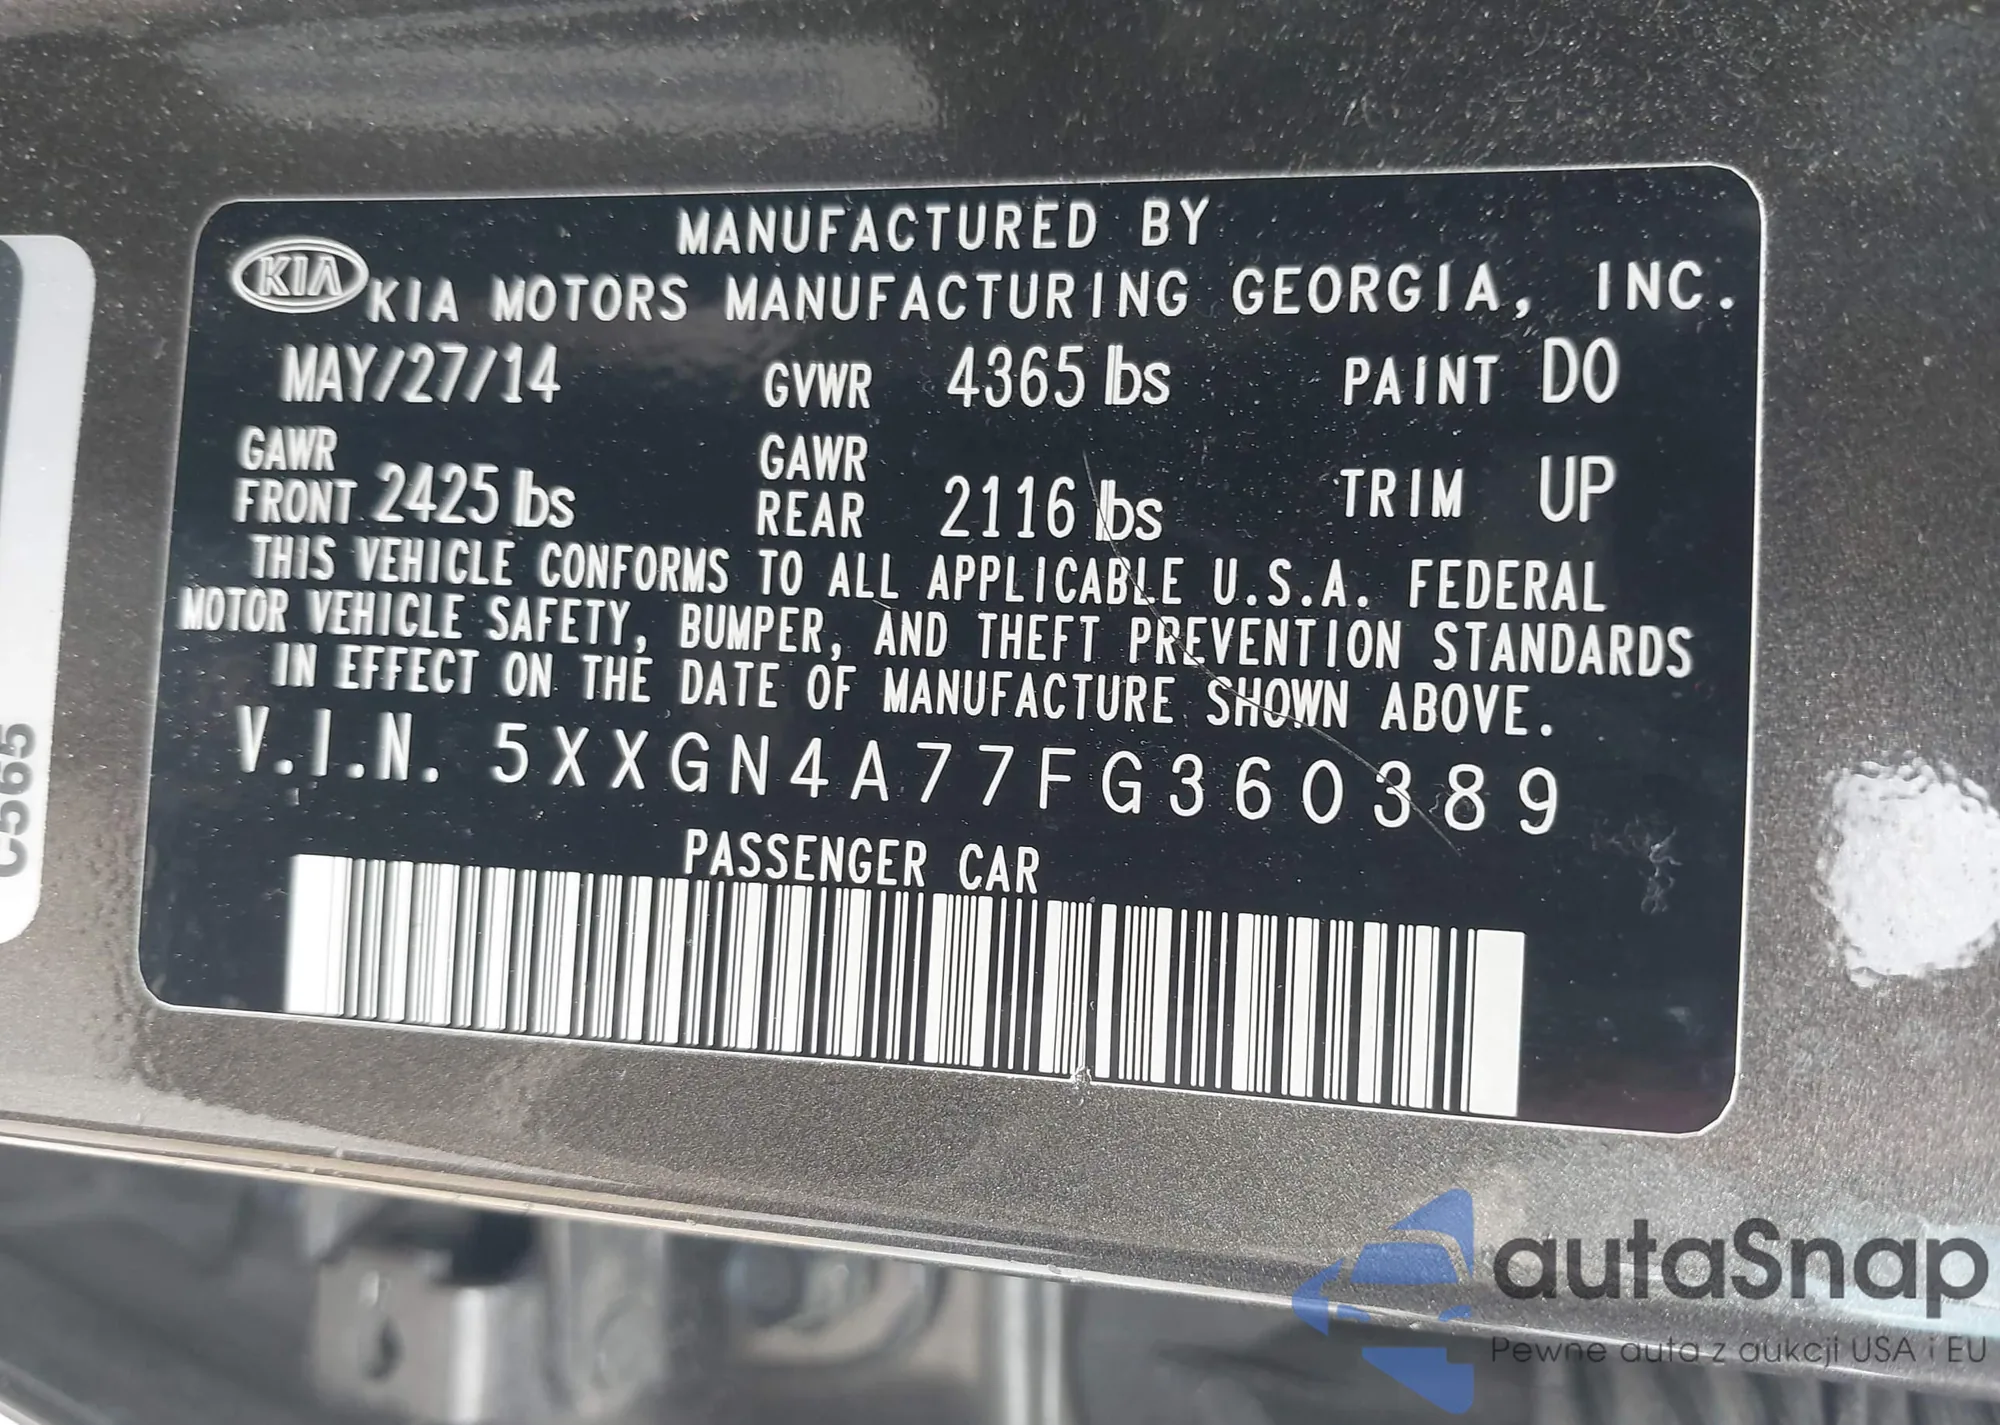 MANUFACTURED BY
KIA KIA MOTORS MANUFACTURING GEORGIA, INC.
MAY/27/14 GVWR 4365 lbs PAINT D0
GAWR FRONT 2425 lbs GAWR REAR 2116 lbs TRIM UP
THIS VEHICLE CONFORMS TO ALL APPLICABLE U.S.A. FEDERAL
MOTOR VEHICLE SAFETY, BUMPER, AND THEFT PREVENTION STANDARDS
IN EFFECT ON THE DATE OF MANUFACTURE SHOWN ABOVE.
V.I.N. 5XXGN4A77FG360389
PASSENGER CAR
C565
autaSnap
Pewne auta z aukcji USA i EU